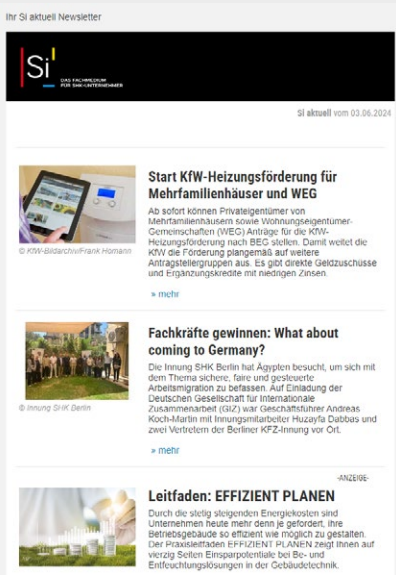 Ihr Si aktuell Newsletter
Si
DAS FACHMEDIUM
FÜR SHK-UNTERNEHMER
Si aktuell vom 03.06.2024
Start KfW-Heizungsförderung für
Mehrfamilienhäuser und WEG
Ab sofort können Privateigentümer von
Mehrfamilienhäusern sowie Wohnungseigentümer-
Gemeinschaften (WEG) Anträge für die KfW-
Heizungsförderung nach BEG stellen. Damit weitet die
KfW die Förderung plangemäß auf weitere
Antragstellergruppen aus. Es gibt direkte Geldzuschüsse
und Ergänzungskredite mit niedrigen Zinsen.
© KfW-Bildarchiv/Frank Homann
» mehr
Fachkräfte gewinnen: What about
coming to Germany?
Die Innung SHK Berlin hat Ägypten besucht, um sich mit
dem Thema sichere, faire und gesteuerte
Arbeitsmigration zu befassen. Auf Einladung der
Deutschen Gesellschaft für Internationale
Zusammenarbeit (GIZ) war Geschäftsführer Andreas
Koch-Martin mit Innungsmitarbeiter Huzayfa Dabbas und
zwei Vertretern der Berliner KFZ-Innung vor Ort.
© Innung SHK Berlin
» mehr
-ANZEIGE-
Leitfaden: EFFIZIENT PLANEN
Durch die stetig steigenden Energiekosten sind
Unternehmen heute mehr denn je gefordert, ihre
Betriebsgebäude so effizient wie möglich zu gestalten.
Der Praxisleitfaden EFFIZIENT PLANEN zeigt Ihnen auf
vierzig Seiten Einsparpotentiale bei Be- und
Entfeuchtungslösungen in der Gebäudetechnik.